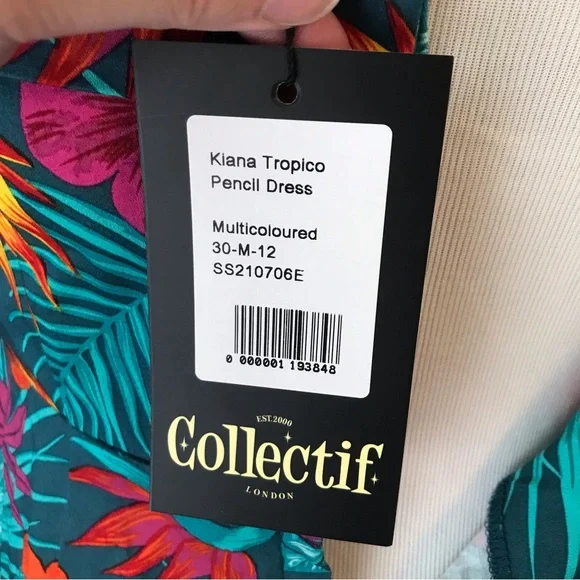 Kiana Tropico
Pencil Dress
Multicoloured
30-M-12
SS210706E
0 000001 193848
EST.2000
Collectif
LONDON